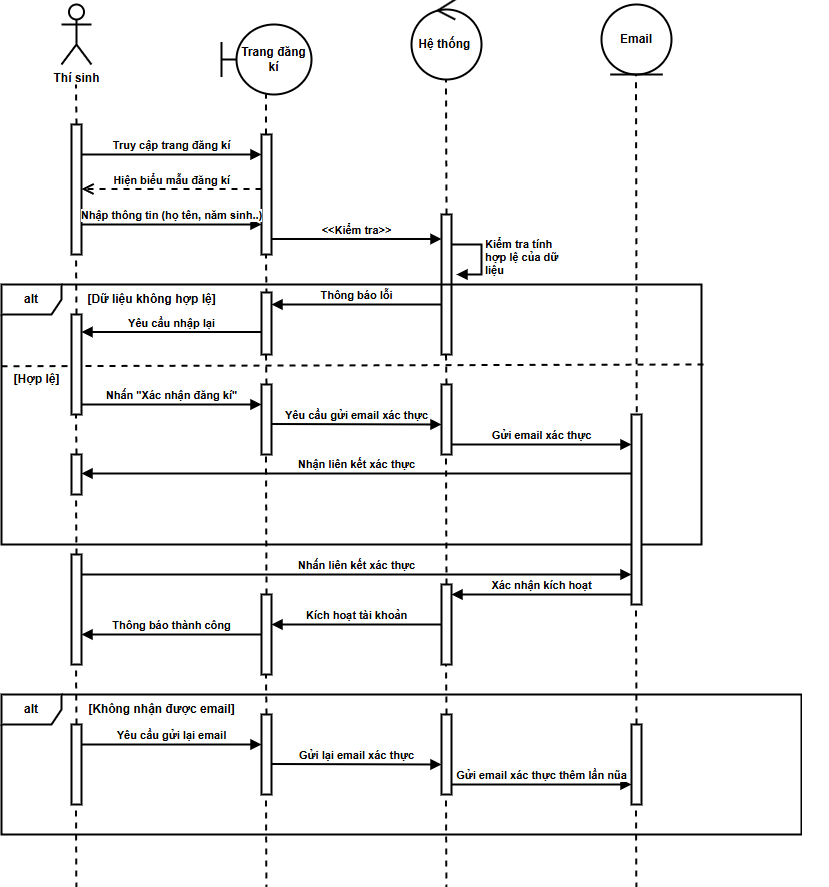 Thí sinh
Trang đăng
kí
Hệ thống
Email
Truy cập trang đăng kí
Hiện biểu mẫu đăng kí
Nhập thông tin (họ tên, năm sinh..)
<<Kiểm tra>>
Kiểm tra tính
hợp lệ của dữ
liệu
alt
[Dữ liệu không hợp lệ]
Thông báo lỗi
Yêu cầu nhập lại
[Hợp lệ]
Nhấn "Xác nhận đăng kí"
Yêu cầu gửi email xác thực
Gửi email xác thực
Nhận liên kết xác thực
Nhấn liên kết xác thực
Xác nhận kích hoạt
Kích hoạt tài khoản
Thông báo thành công
alt
[Không nhận được email]
Yêu cầu gửi lại email
Gửi lại email xác thực
Gửi email xác thực thêm lần nũa